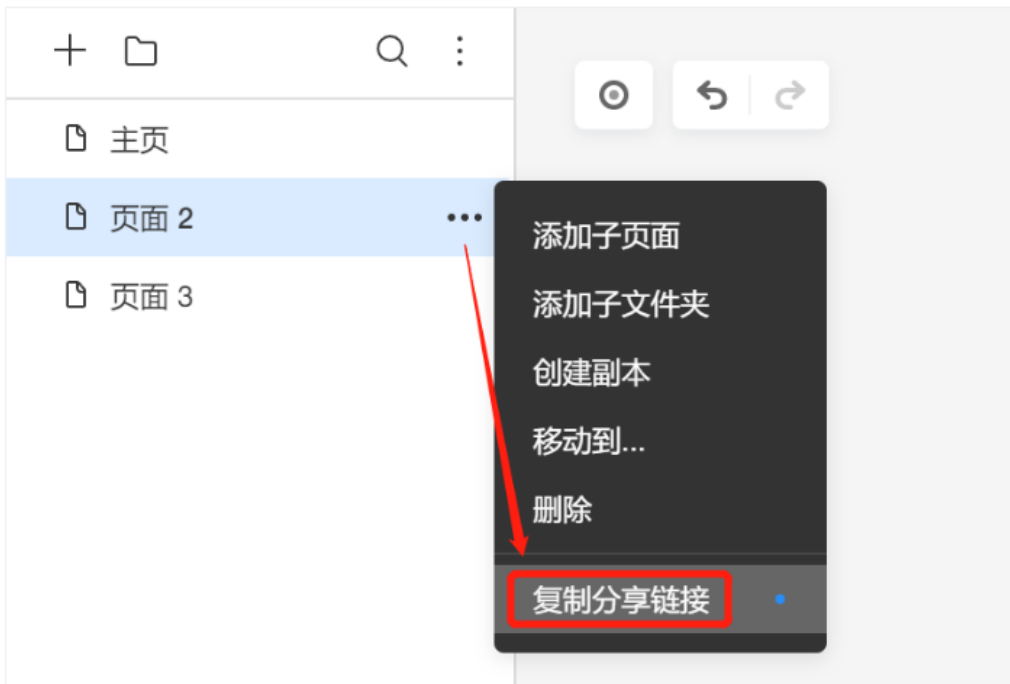 主页
页面 2
页面 3
添加子页面
添加子文件夹
创建副本
移动到...
删除
复制分享链接